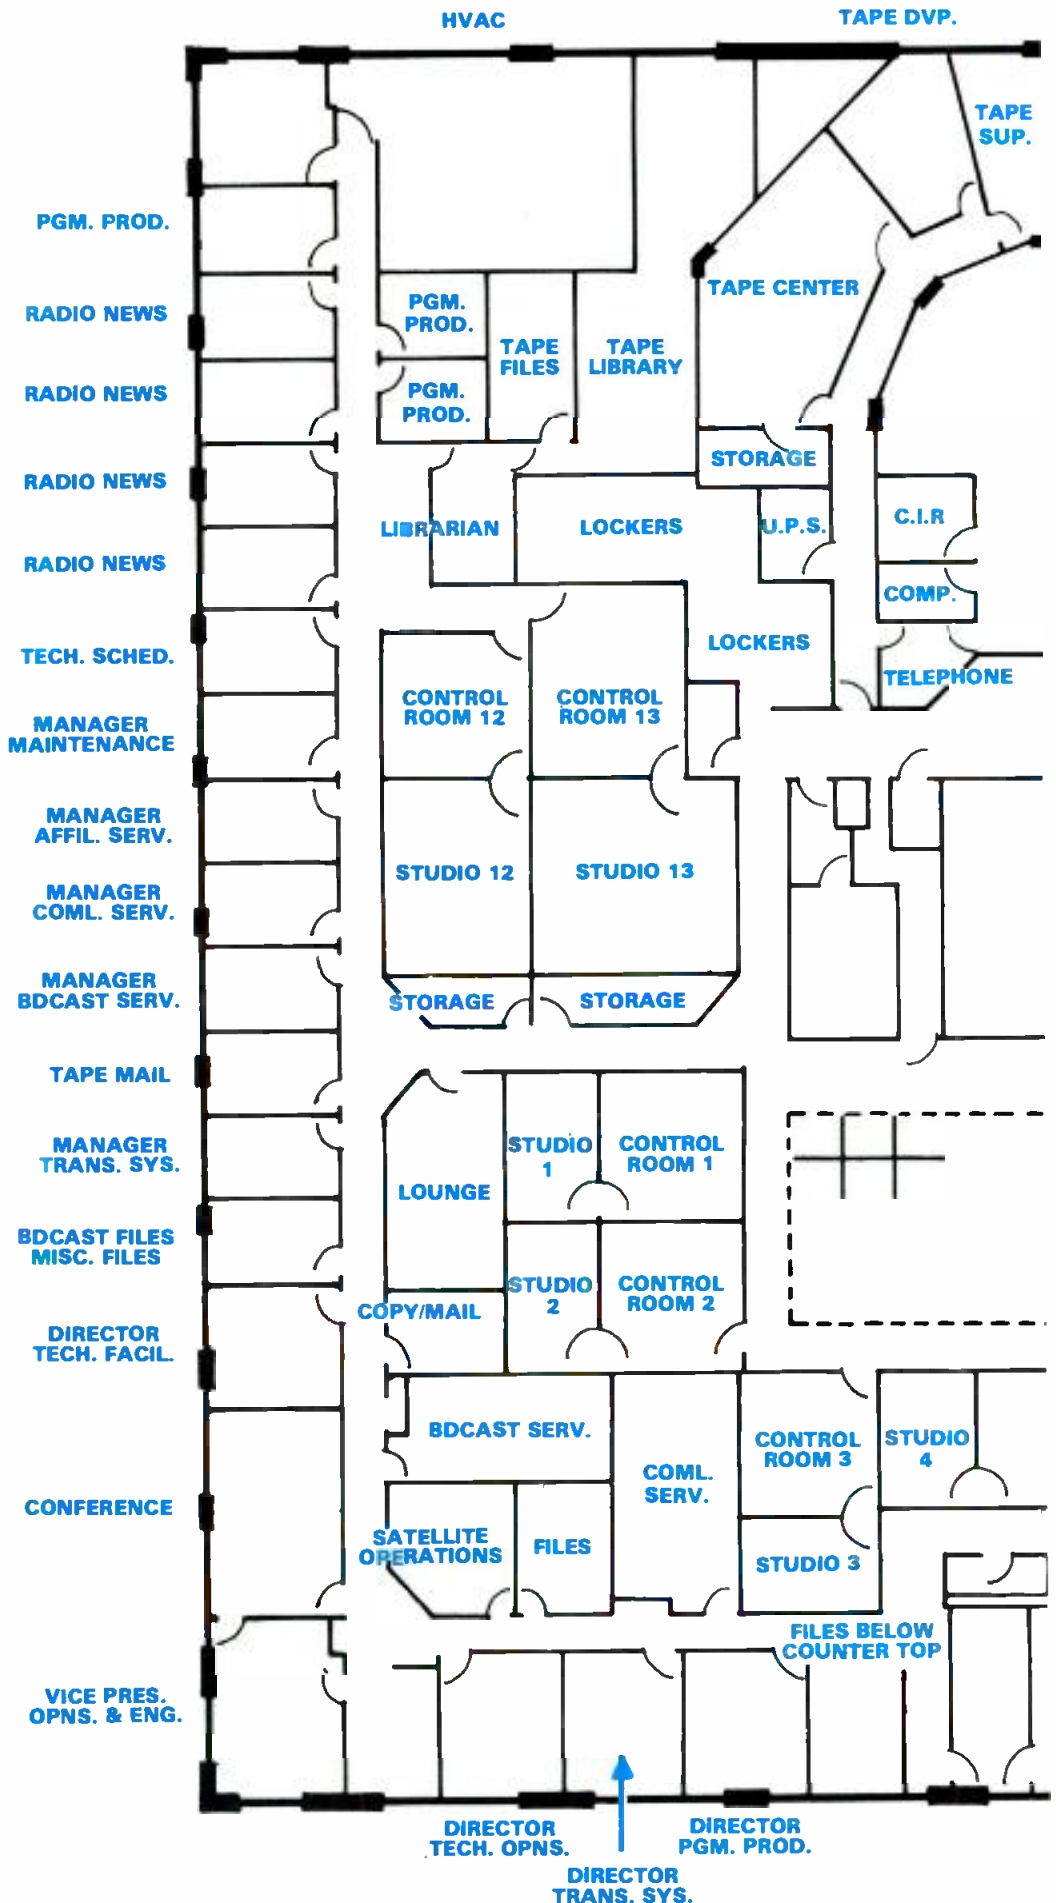 HVAC
TAPE DVP.
TAPE
SUP.
PGM. PROD.
RADIO NEWS
RADIO NEWS
RADIO NEWS
RADIO NEWS
TECH. SCHED.
MANAGER
MAINTENANCE
MANAGER
AFFIL. SERV.
MANAGER
COML. SERV.
MANAGER
BDCAST SERV.
TAPE MAIL
MANAGER
TRANS. SYS.
BDCAST FILES
MISC. FILES
DIRECTOR
TECH. FACIL.
CONFERENCE
VICE PRES.
OPNS. & ENG.
PGM.
PROD.
PGM.
PROD.
TAPE
FILES
TAPE
LIBRARY
TAPE CENTER
STORAGE
LIBRARIAN
LOCKERS
U.P.S.
C.I.R
COMP.
LOCKERS
TELEPHONE
CONTROL
ROOM 12
CONTROL
ROOM 13
STUDIO 12
STUDIO 13
STORAGE
STORAGE
LOUNGE
STUDIO
1
CONTROL
ROOM 1
STUDIO
2
CONTROL
ROOM 2
COPY/MAIL
BDCAST SERV.
COML.
SERV.
CONTROL
ROOM 3
STUDIO
4
SATELLITE
OPERATIONS
FILES
STUDIO 3
FILES BELOW
COUNTER TOP
DIRECTOR
TECH. OPNS.
DIRECTOR
TRANS. SYS.
DIRECTOR
PGM. PROD.